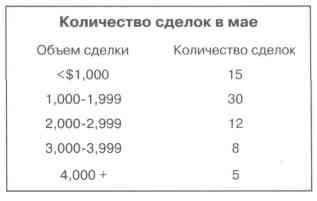 Количество сделок в мае
Объем сделки Количество сделок
<$1,000 15
1,000-1,999 30
2,000-2,999 12
3,000-3,999 8
4,000 + 5